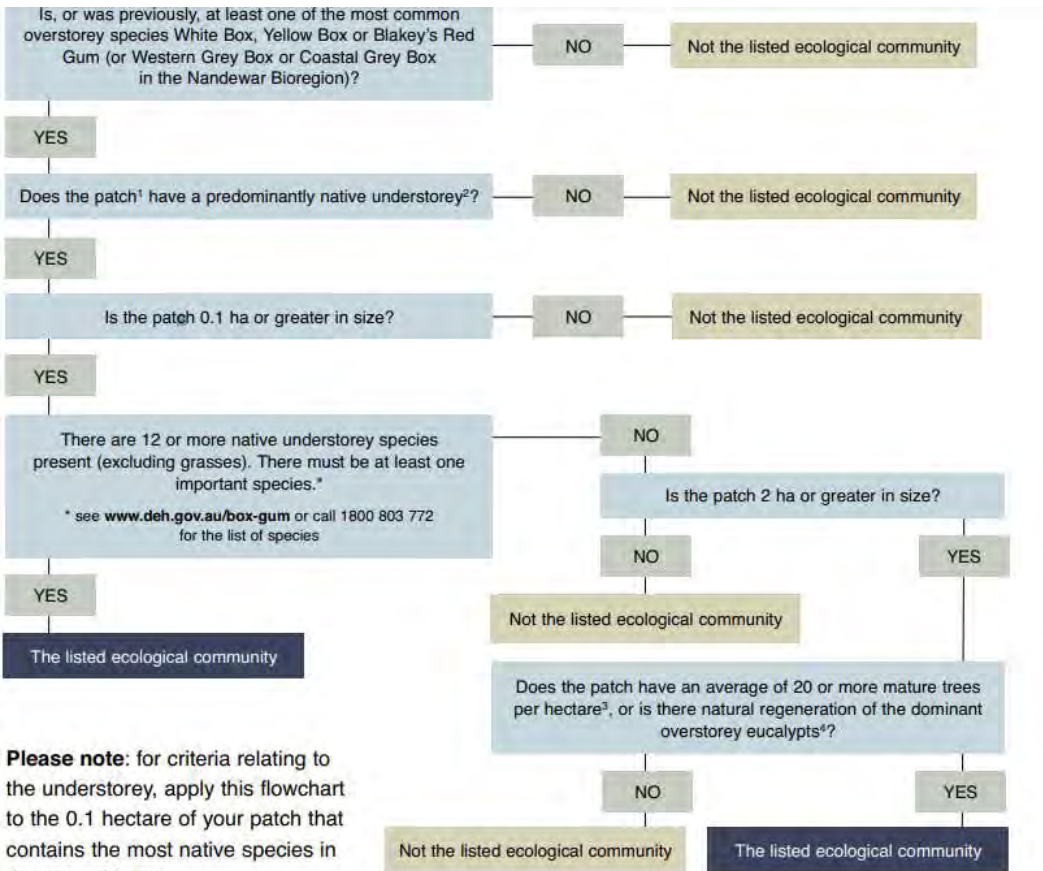 Is, or was previously, at least one of the most common
overstorey species White Box, Yellow Box or Blakey's Red
Gum (or Western Grey Box or Coastal Grey Box
in the Nandewar Bioregion)?
NO
Not the listed ecological community
YES
Does the patch¹ have a predominantly native understorey²?
NO
Not the listed ecological community
YES
Is the patch 0.1 ha or greater in size?
NO
Not the listed ecological community
YES
There are 12 or more native understorey species
present (excluding grasses). There must be at least one
important species.*
* see www.deh.gov.au/box-gum or call 1800 803 772
for the list of species
NO
Is the patch 2 ha or greater in size?
NO
YES
YES
Not the listed ecological community
The listed ecological community
Does the patch have an average of 20 or more mature trees
per hectare³, or is there natural regeneration of the dominant
overstorey eucalypts⁴?
NO
YES
Not the listed ecological community
The listed ecological community
Please note: for criteria relating to
the understorey, apply this flowchart
to the 0.1 hectare of your patch that
contains the most native species in